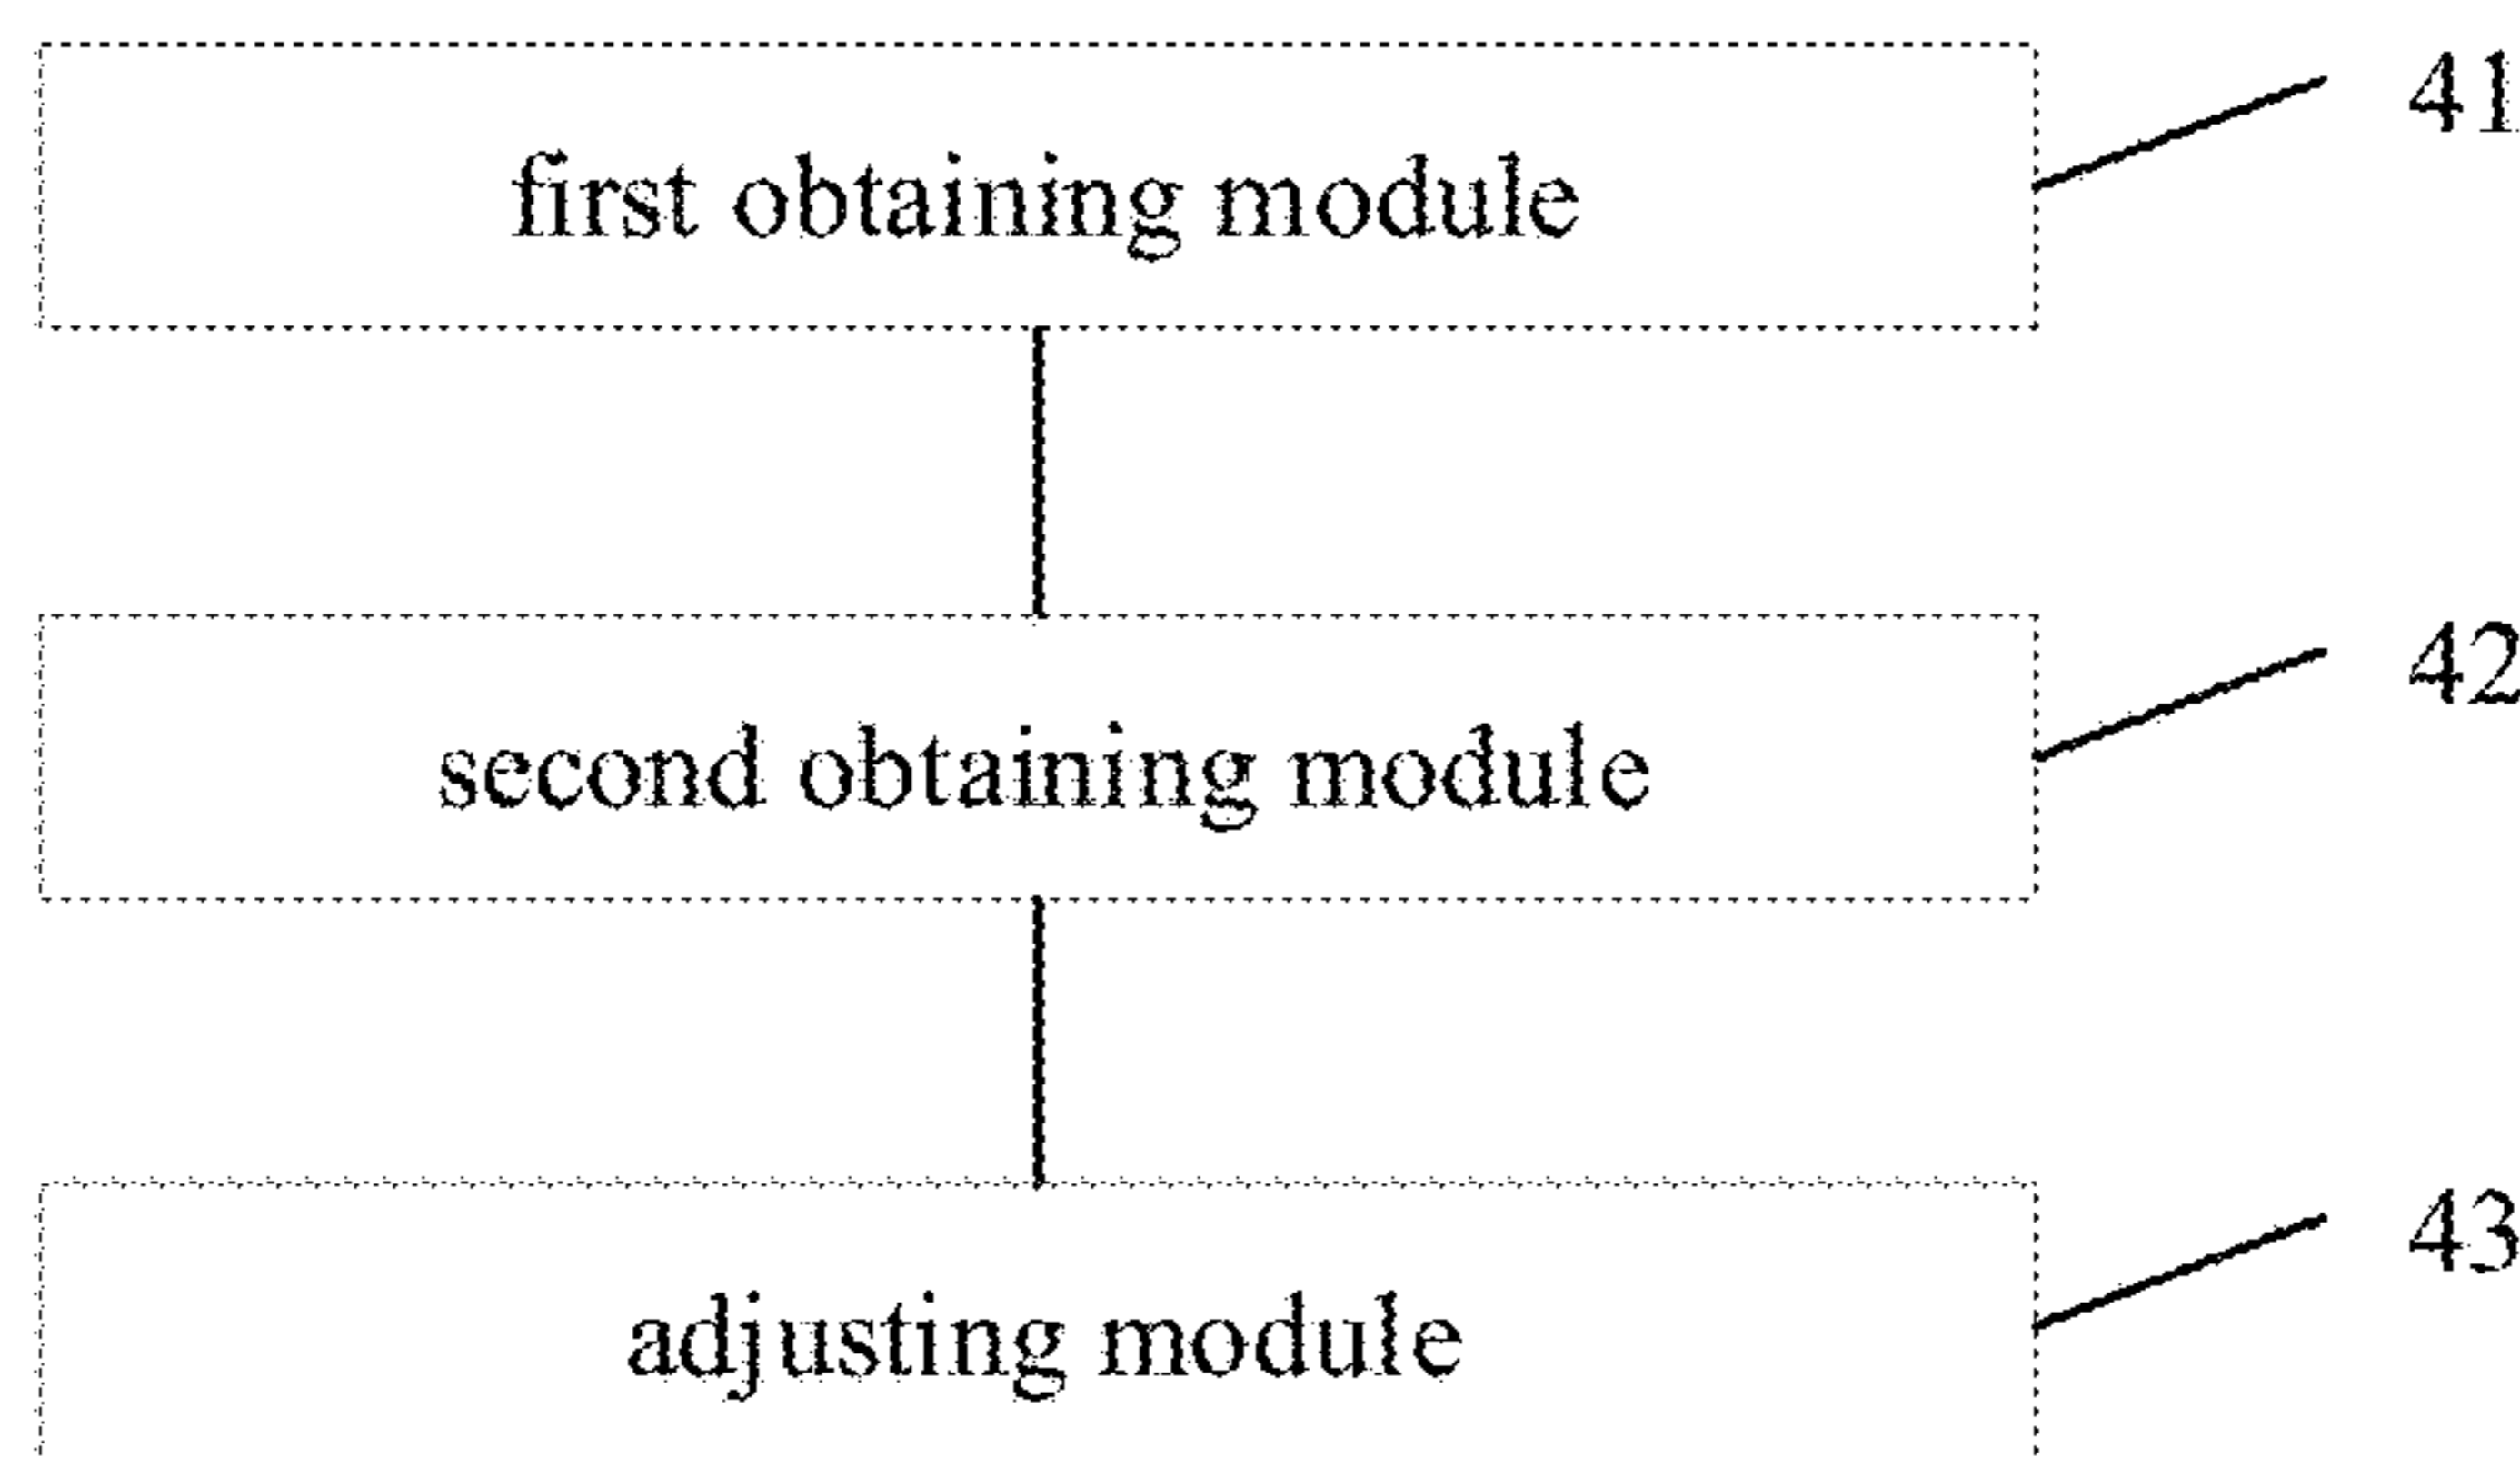 41
first obtaining module
42
second obtaining module
43
adjusting module